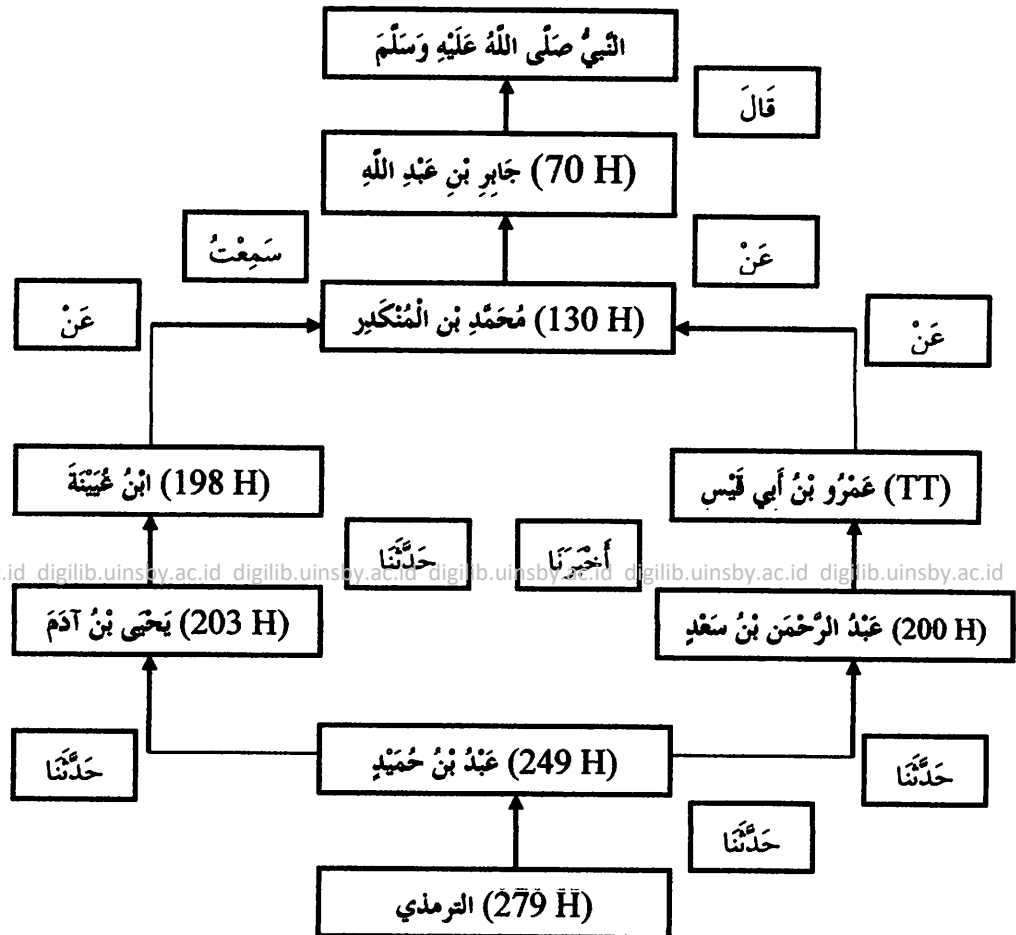 النَّبِيُّ صَلَّى اللَّهُ عَلَيْهِ وَسَلَّمَ
قَالَ
(70 H) جَابِرِ بْنِ عَبْدِ اللَّهِ
سَمِعْتُ
عَنْ
عَنْ
(130 H) مُحَمَّدِ بْنِ الْمُنْكَدِرِ
عَنْ
(198 H) ابْنُ عُيَيْنَةَ
(TT) عَمْرُو بْنُ أَبِي قَيْسٍ
حَدَّثَنَا
أَخْبَرَنَا
.id digilib.uinsby.ac.id digilib.uinsby.ac.id digilib.uinsby.ac.id digilib.uinsby.ac.id digilib.uinsby.ac.id
(203 H) يَحْيَى بْنُ آدَمَ
(200 H) عَبْدُ الرَّحْمَنِ بْنُ سَعْدٍ
حَدَّثَنَا
(249 H) عَبْدُ بْنُ حُمَيْدٍ
حَدَّثَنَا
حَدَّثَنَا
(279 H) الترمذي